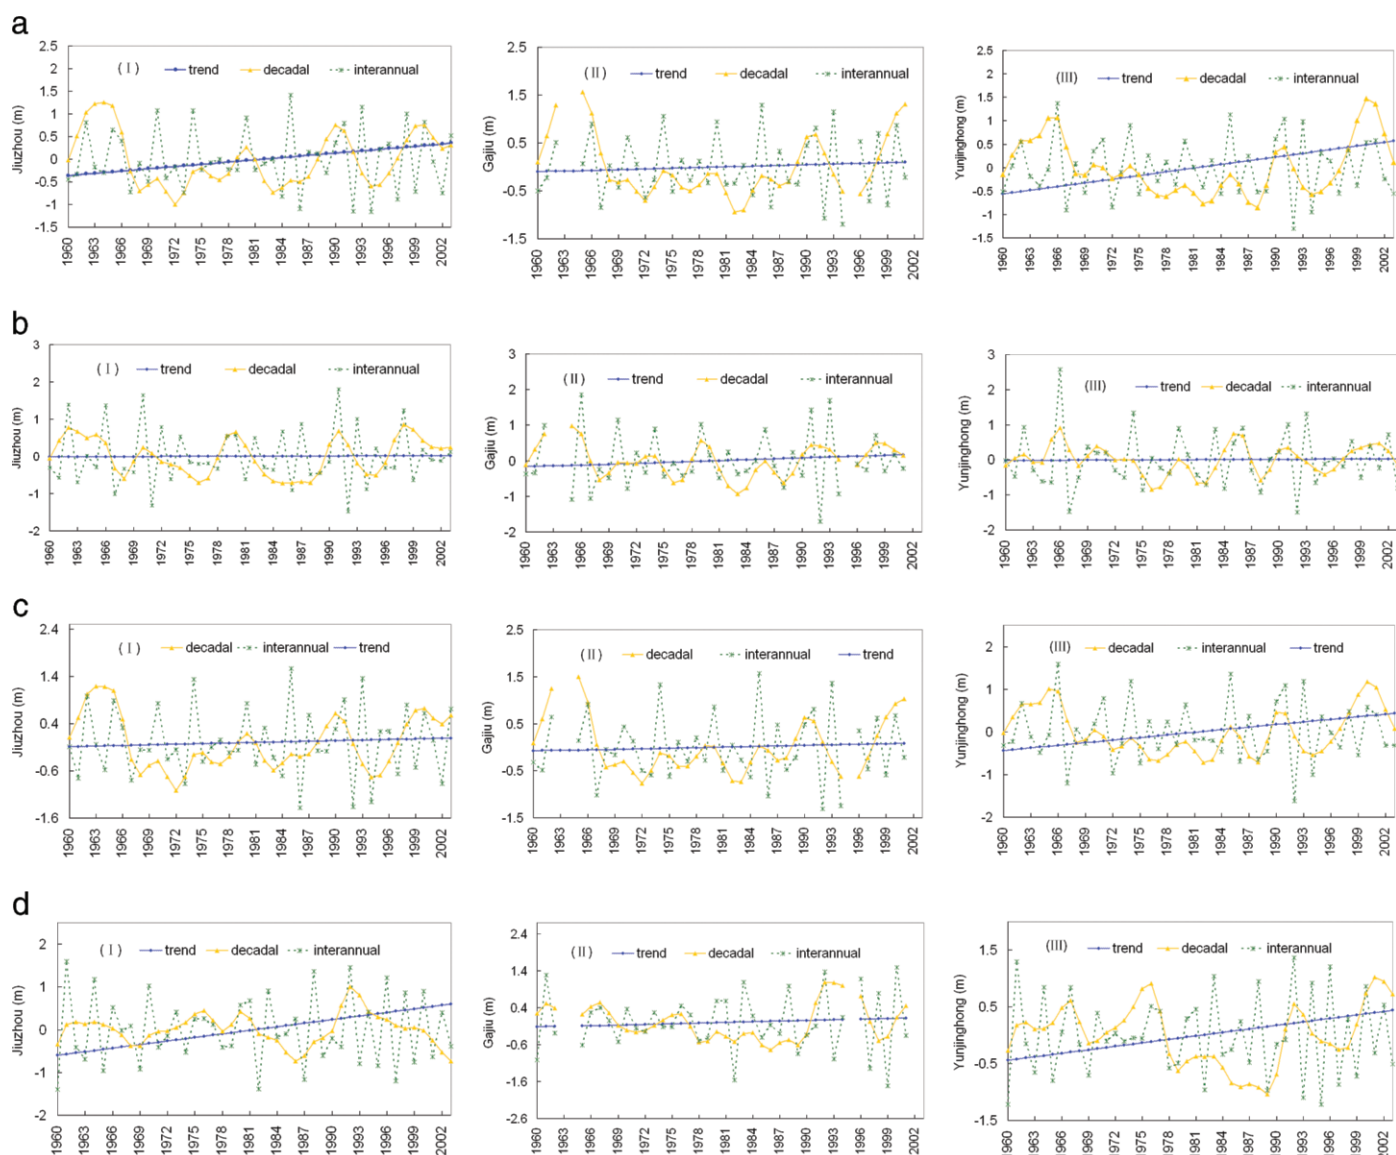 a
( I ) trend decadal interannual
Jiuzhou (m)
2.5
2
1.5
1
0.5
0
-0.5
-1
-1.5
1960 1963 1966 1969 1972 1975 1978 1981 1984 1987 1990 1993 1996 1999 2002
(II) trend decadal interannual
Gajiu (m)
2.5
1.5
0.5
-0.5
-1.5
1960 1963 1966 1969 1972 1975 1978 1981 1984 1987 1990 1993 1996 1999 2002
(III) trend decadal interannual
Yunjinghong (m)
2.5
2
1.5
1
0.5
0
-0.5
-1
-1.5
1960 1963 1966 1969 1972 1975 1978 1981 1984 1987 1990 1993 1996 1999 2002
b
( I ) trend decadal interannual
Jiuzhou (m)
3
2
1
0
-1
-2
1960 1963 1966 1969 1972 1975 1978 1981 1984 1987 1990 1993 1996 1999 2002
(II) trend decadal interannual
Gajiu (m)
3
2
1
0
-1
-2
1960 1963 1966 1969 1972 1975 1978 1981 1984 1987 1990 1993 1996 1999 2002
(III) trend decadal interannual
Yunjinghong (m)
3
2
1
0
-1
-2
1960 1963 1966 1969 1972 1975 1978 1981 1984 1987 1990 1993 1996 1999 2002
c
( I ) decadal interannual trend
Jiuzhou (m)
2.4
1.4
0.4
-0.6
-1.6
1960 1963 1966 1969 1972 1975 1978 1981 1984 1987 1990 1993 1996 1999 2002
(II) decadal interannual trend
Gajiu (m)
2.5
1.5
0.5
-0.5
-1.5
1960 1963 1966 1969 1972 1975 1978 1981 1984 1987 1990 1993 1996 1999 2002
(III) decadal interannual trend
Yunjinghong (m)
2
1
0
-1
-2
1960 1963 1966 1969 1972 1975 1978 1981 1984 1987 1990 1993 1996 1999 2002
d
( I ) trend decadal interannual
Jiuzhou (m)
2
1
0
-1
-2
1960 1963 1966 1969 1972 1975 1978 1981 1984 1987 1990 1993 1996 1999 2002
(II) trend decadal interannual
Gajiu (m)
2.4
1.4
0.4
-0.6
-1.6
-2.6
1960 1963 1966 1969 1972 1975 1978 1981 1984 1987 1990 1993 1996 1999 2002
(III) trend decadal interannual
Yunjinghong (m)
1.5
0.5
-0.5
-1.5
1960 1963 1966 1969 1972 1975 1978 1981 1984 1987 1990 1993 1996 1999 2002